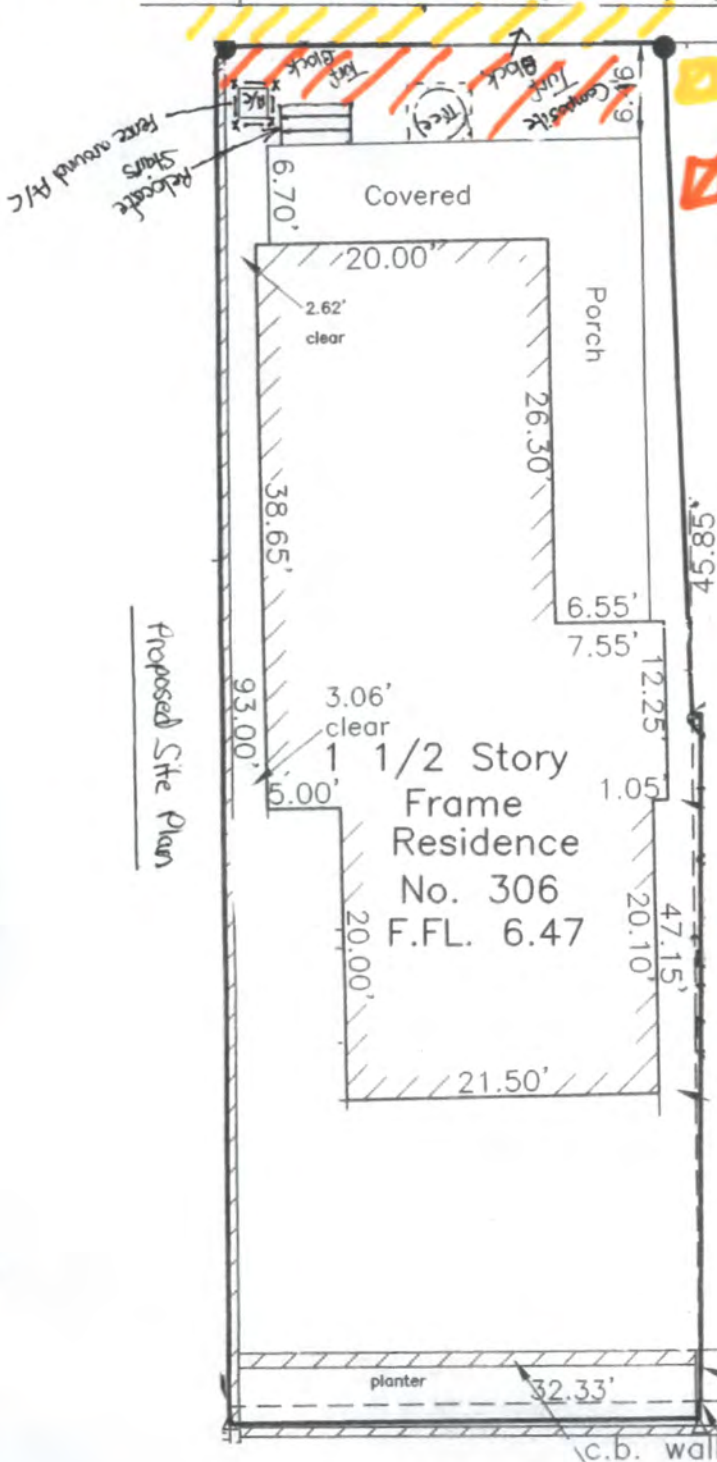 Turf
Block
Turf
Block
Composite
6.46
A/C
Tree
Fence around A/C
Relocate
Stairs
6.70'
Covered
20.00'
Porch
2.62'
clear
26.30'
38.65'
45.85'
6.55'
7.55'
12.25'
93.00'
3.06'
clear
5.00'
1.05'
1 1/2 Story
Frame
Residence
No. 306
F.FL. 6.47
20.00'
20.10'
47.15'
21.50'
Proposed Site Plan
planter
32.33'
c.b. wall